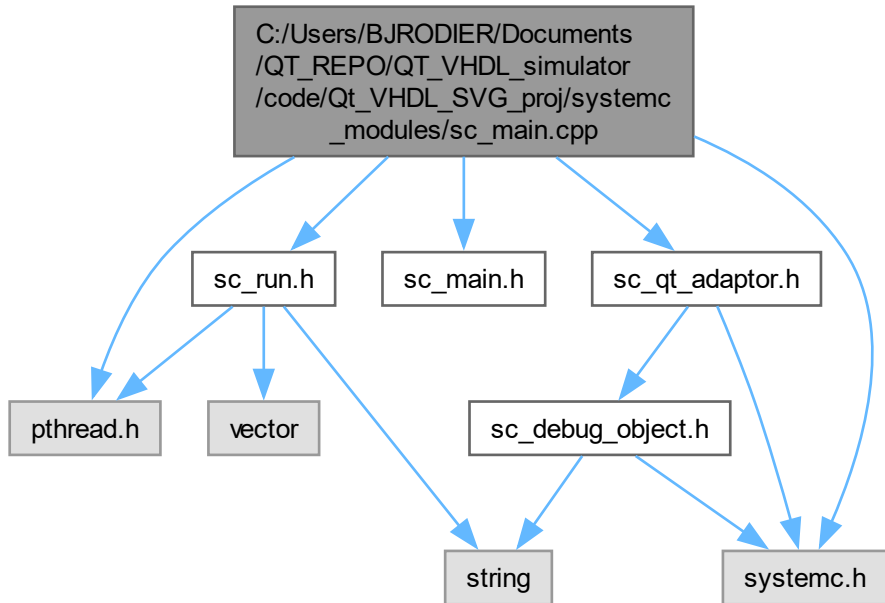 C:/Users/BJRODIER/Documents
/QT_REPO/QT_VHDL_simulator
/code/Qt_VHDL_SVG_proj/systemc
_modules/sc_main.cpp
sc_run.h
sc_main.h
sc_qt_adaptor.h
pthread.h
vector
sc_debug_object.h
string
systemc.h